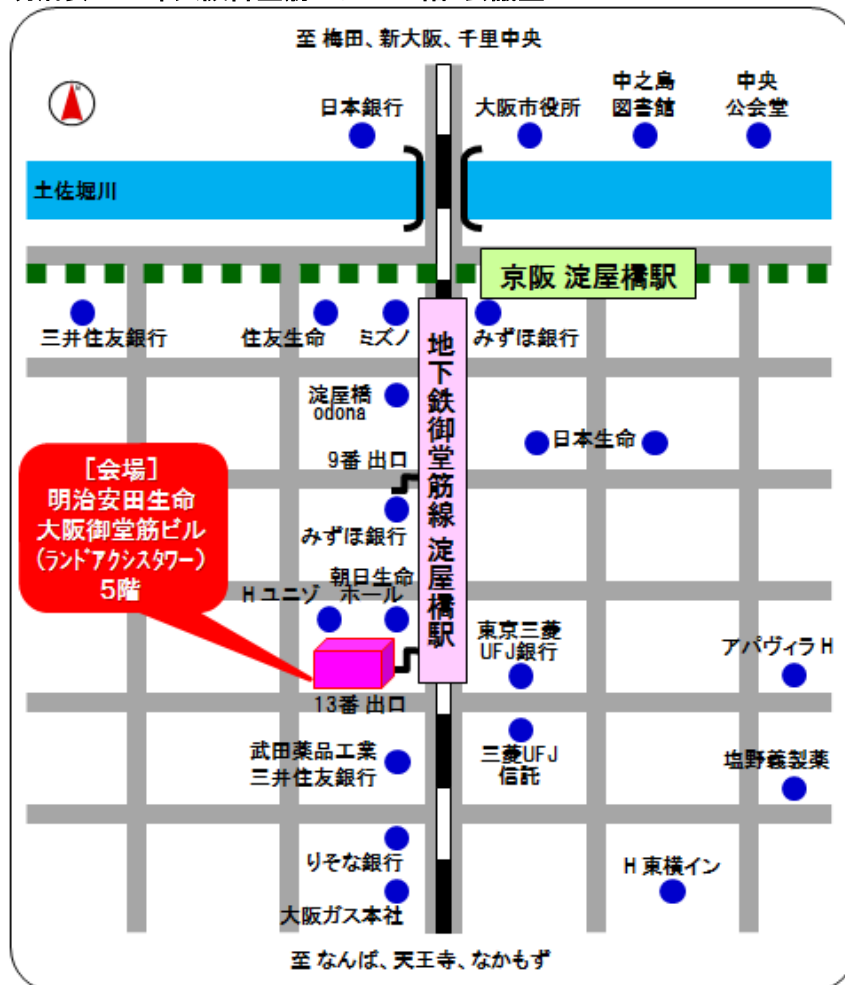 至 梅田、新大阪、千里中央
日本銀行
大阪市役所
中之島
図書館
中央
公会堂
土佐堀川
京阪 淀屋橋駅
三井住友銀行
住友生命
ミズノ
みずほ銀行
地下鉄御堂筋線 淀屋橋駅
淀屋橋
odona
日本生命
9番 出口
[会場]
明治安田生命
大阪御堂筋ビル
(ランドアクシスタワー)
5階
みずほ銀行
朝日生命
ホール
H ユニゾ
東京三菱
UFJ銀行
アパヴィラ H
13番 出口
武田薬品工業
三井住友銀行
三菱UFJ
信託
塩野義製薬
りそな銀行
H 東横イン
大阪ガス本社
至 なんば、天王寺、なかもず